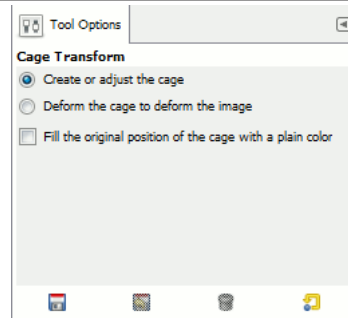 Tool Options
Cage Transform
Create or adjust the cage
Deform the cage to deform the image
Fill the original position of the cage with a plain color